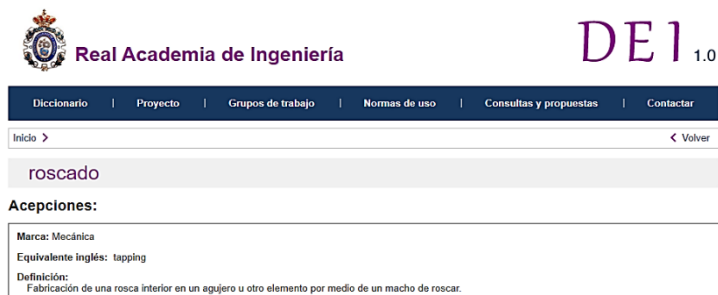 Real Academia de Ingeniería
DEI 1.0
Diccionario | Proyecto | Grupos de trabajo | Normas de uso | Consultas y propuestas | Contactar
Inicio > < Volver
roscado
Acepciones:
Marca: Mecánica
Equivalente inglés: tapping
Definición:
Fabricación de una rosca interior en un agujero u otro elemento por medio de un macho de roscar.